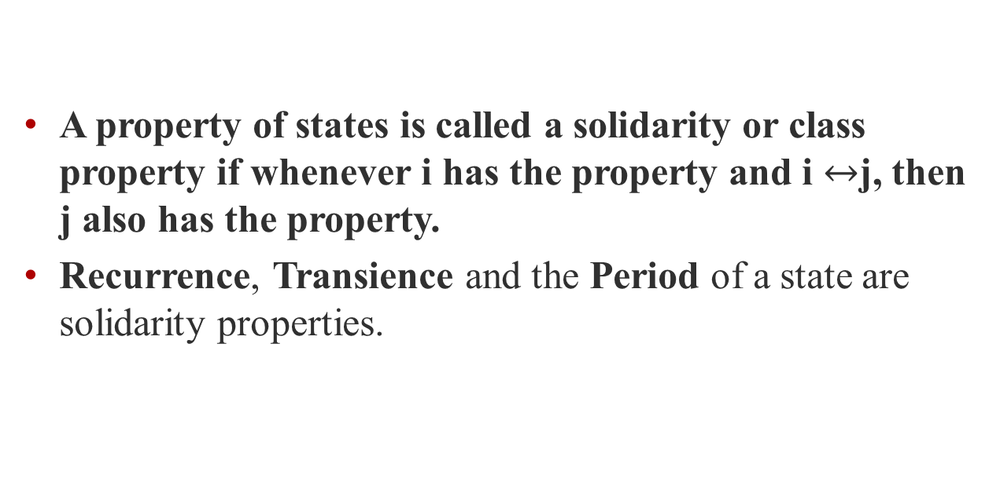 • A property of states is called a solidarity or class
property if whenever i has the property and i ↔j, then
j also has the property.
• Recurrence, Transience and the Period of a state are
solidarity properties.